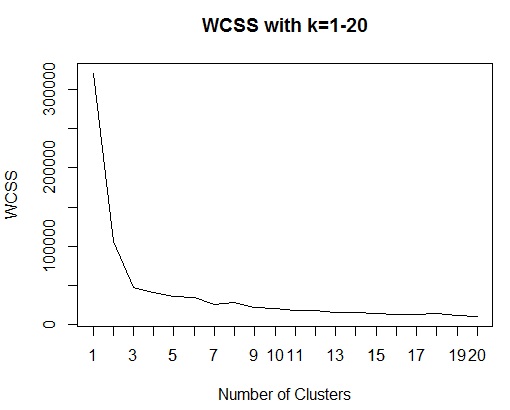 WCSS with k=1-20
300000
200000
100000
0
WCSS
1 3 5 7 9 10 11 13 15 17 19 20
Number of Clusters